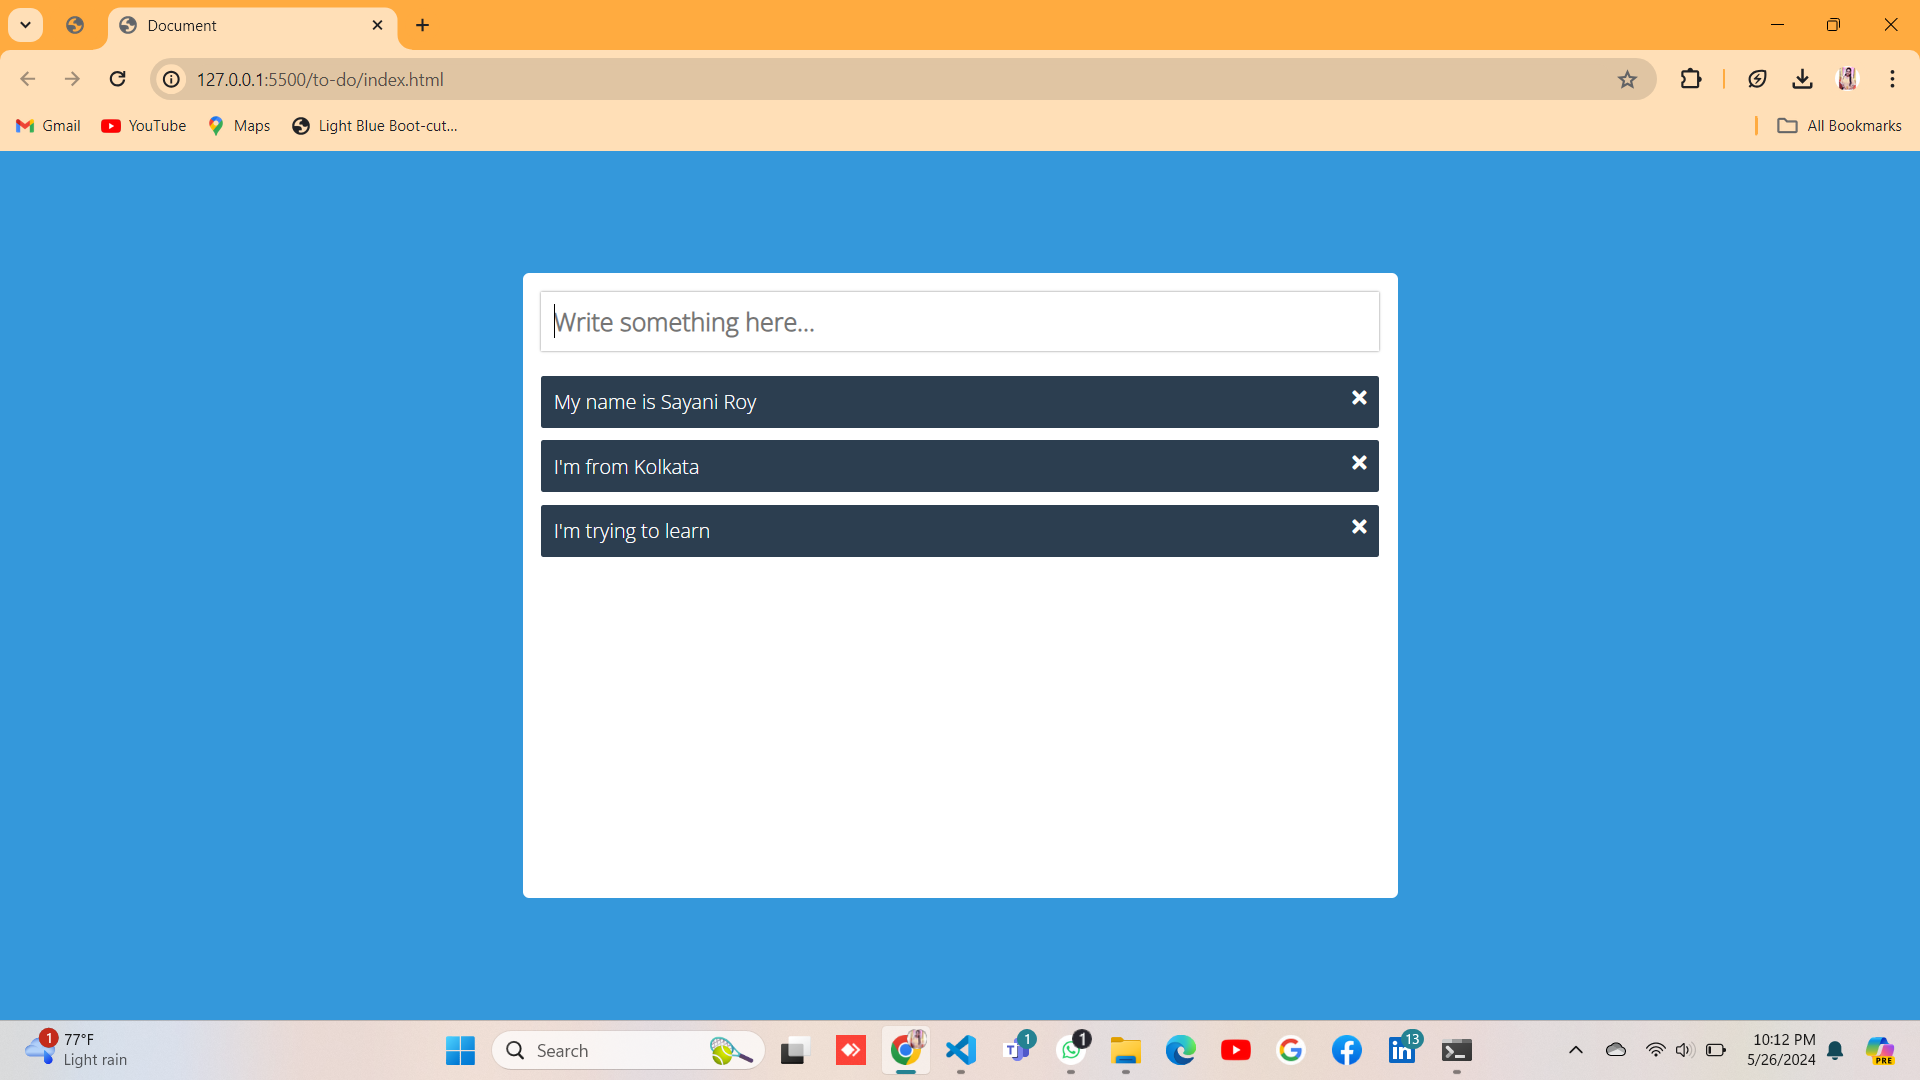 Document
127.0.0.1:5500/to-do/index.html
Gmail
YouTube
Maps
Light Blue Boot-cut...
All Bookmarks
Write something here...
My name is Sayani Roy
I'm from Kolkata
I'm trying to learn
1
77°F
Light rain
Search
1
1
13
10:12 PM
5/26/2024
PRE